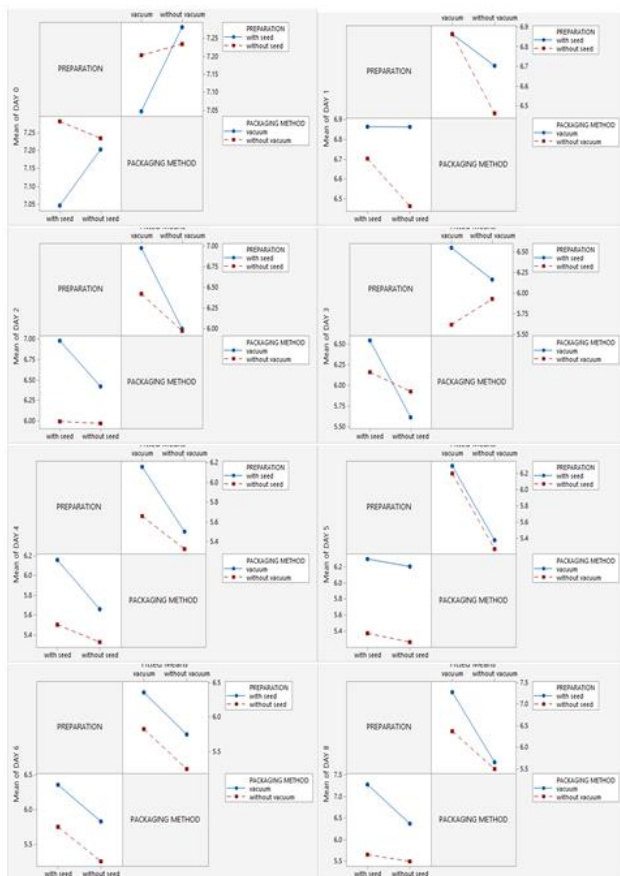 vacuum without vacuum
PREPARATION
7.25
7.20
7.15
7.10
7.05
PREPARATION
with seed
without seed
Mean of DAY 0
7.25
7.20
7.15
7.10
7.05
PACKAGING METHOD
PACKAGING METHOD
vacuum
without vacuum
with seed without seed
vacuum without vacuum
PREPARATION
6.9
6.8
6.7
6.6
6.5
PREPARATION
with seed
without seed
Mean of DAY 1
6.9
6.8
6.7
6.6
6.5
PACKAGING METHOD
PACKAGING METHOD
vacuum
without vacuum
with seed without seed
Fitted Means
vacuum without vacuum
PREPARATION
7.00
6.75
6.50
6.25
6.00
PREPARATION
with seed
without seed
Mean of DAY 2
7.00
6.75
6.50
6.25
6.00
PACKAGING METHOD
PACKAGING METHOD
vacuum
without vacuum
with seed without seed
Fitted Means
vacuum without vacuum
PREPARATION
6.50
6.25
6.00
5.75
5.50
PREPARATION
with seed
without seed
Mean of DAY 3
6.50
6.25
6.00
5.75
5.50
PACKAGING METHOD
PACKAGING METHOD
vacuum
without vacuum
with seed without seed
Fitted Means
vacuum without vacuum
PREPARATION
6.2
6.0
5.8
5.6
5.4
PREPARATION
with seed
without seed
Mean of DAY 4
6.2
6.0
5.8
5.6
5.4
PACKAGING METHOD
PACKAGING METHOD
vacuum
without vacuum
with seed without seed
Fitted Means
vacuum without vacuum
PREPARATION
6.2
6.0
5.8
5.6
5.4
PREPARATION
with seed
without seed
Mean of DAY 5
6.2
6.0
5.8
5.6
5.4
PACKAGING METHOD
PACKAGING METHOD
vacuum
without vacuum
with seed without seed
Fitted Means
vacuum without vacuum
PREPARATION
6.5
6.0
5.5
PREPARATION
with seed
without seed
Mean of DAY 6
6.5
6.0
5.5
PACKAGING METHOD
PACKAGING METHOD
vacuum
without vacuum
with seed without seed
Fitted Means
vacuum without vacuum
PREPARATION
7.5
7.0
6.5
6.0
5.5
PREPARATION
with seed
without seed
Mean of DAY 8
7.5
7.0
6.5
6.0
5.5
PACKAGING METHOD
PACKAGING METHOD
vacuum
without vacuum
with seed without seed